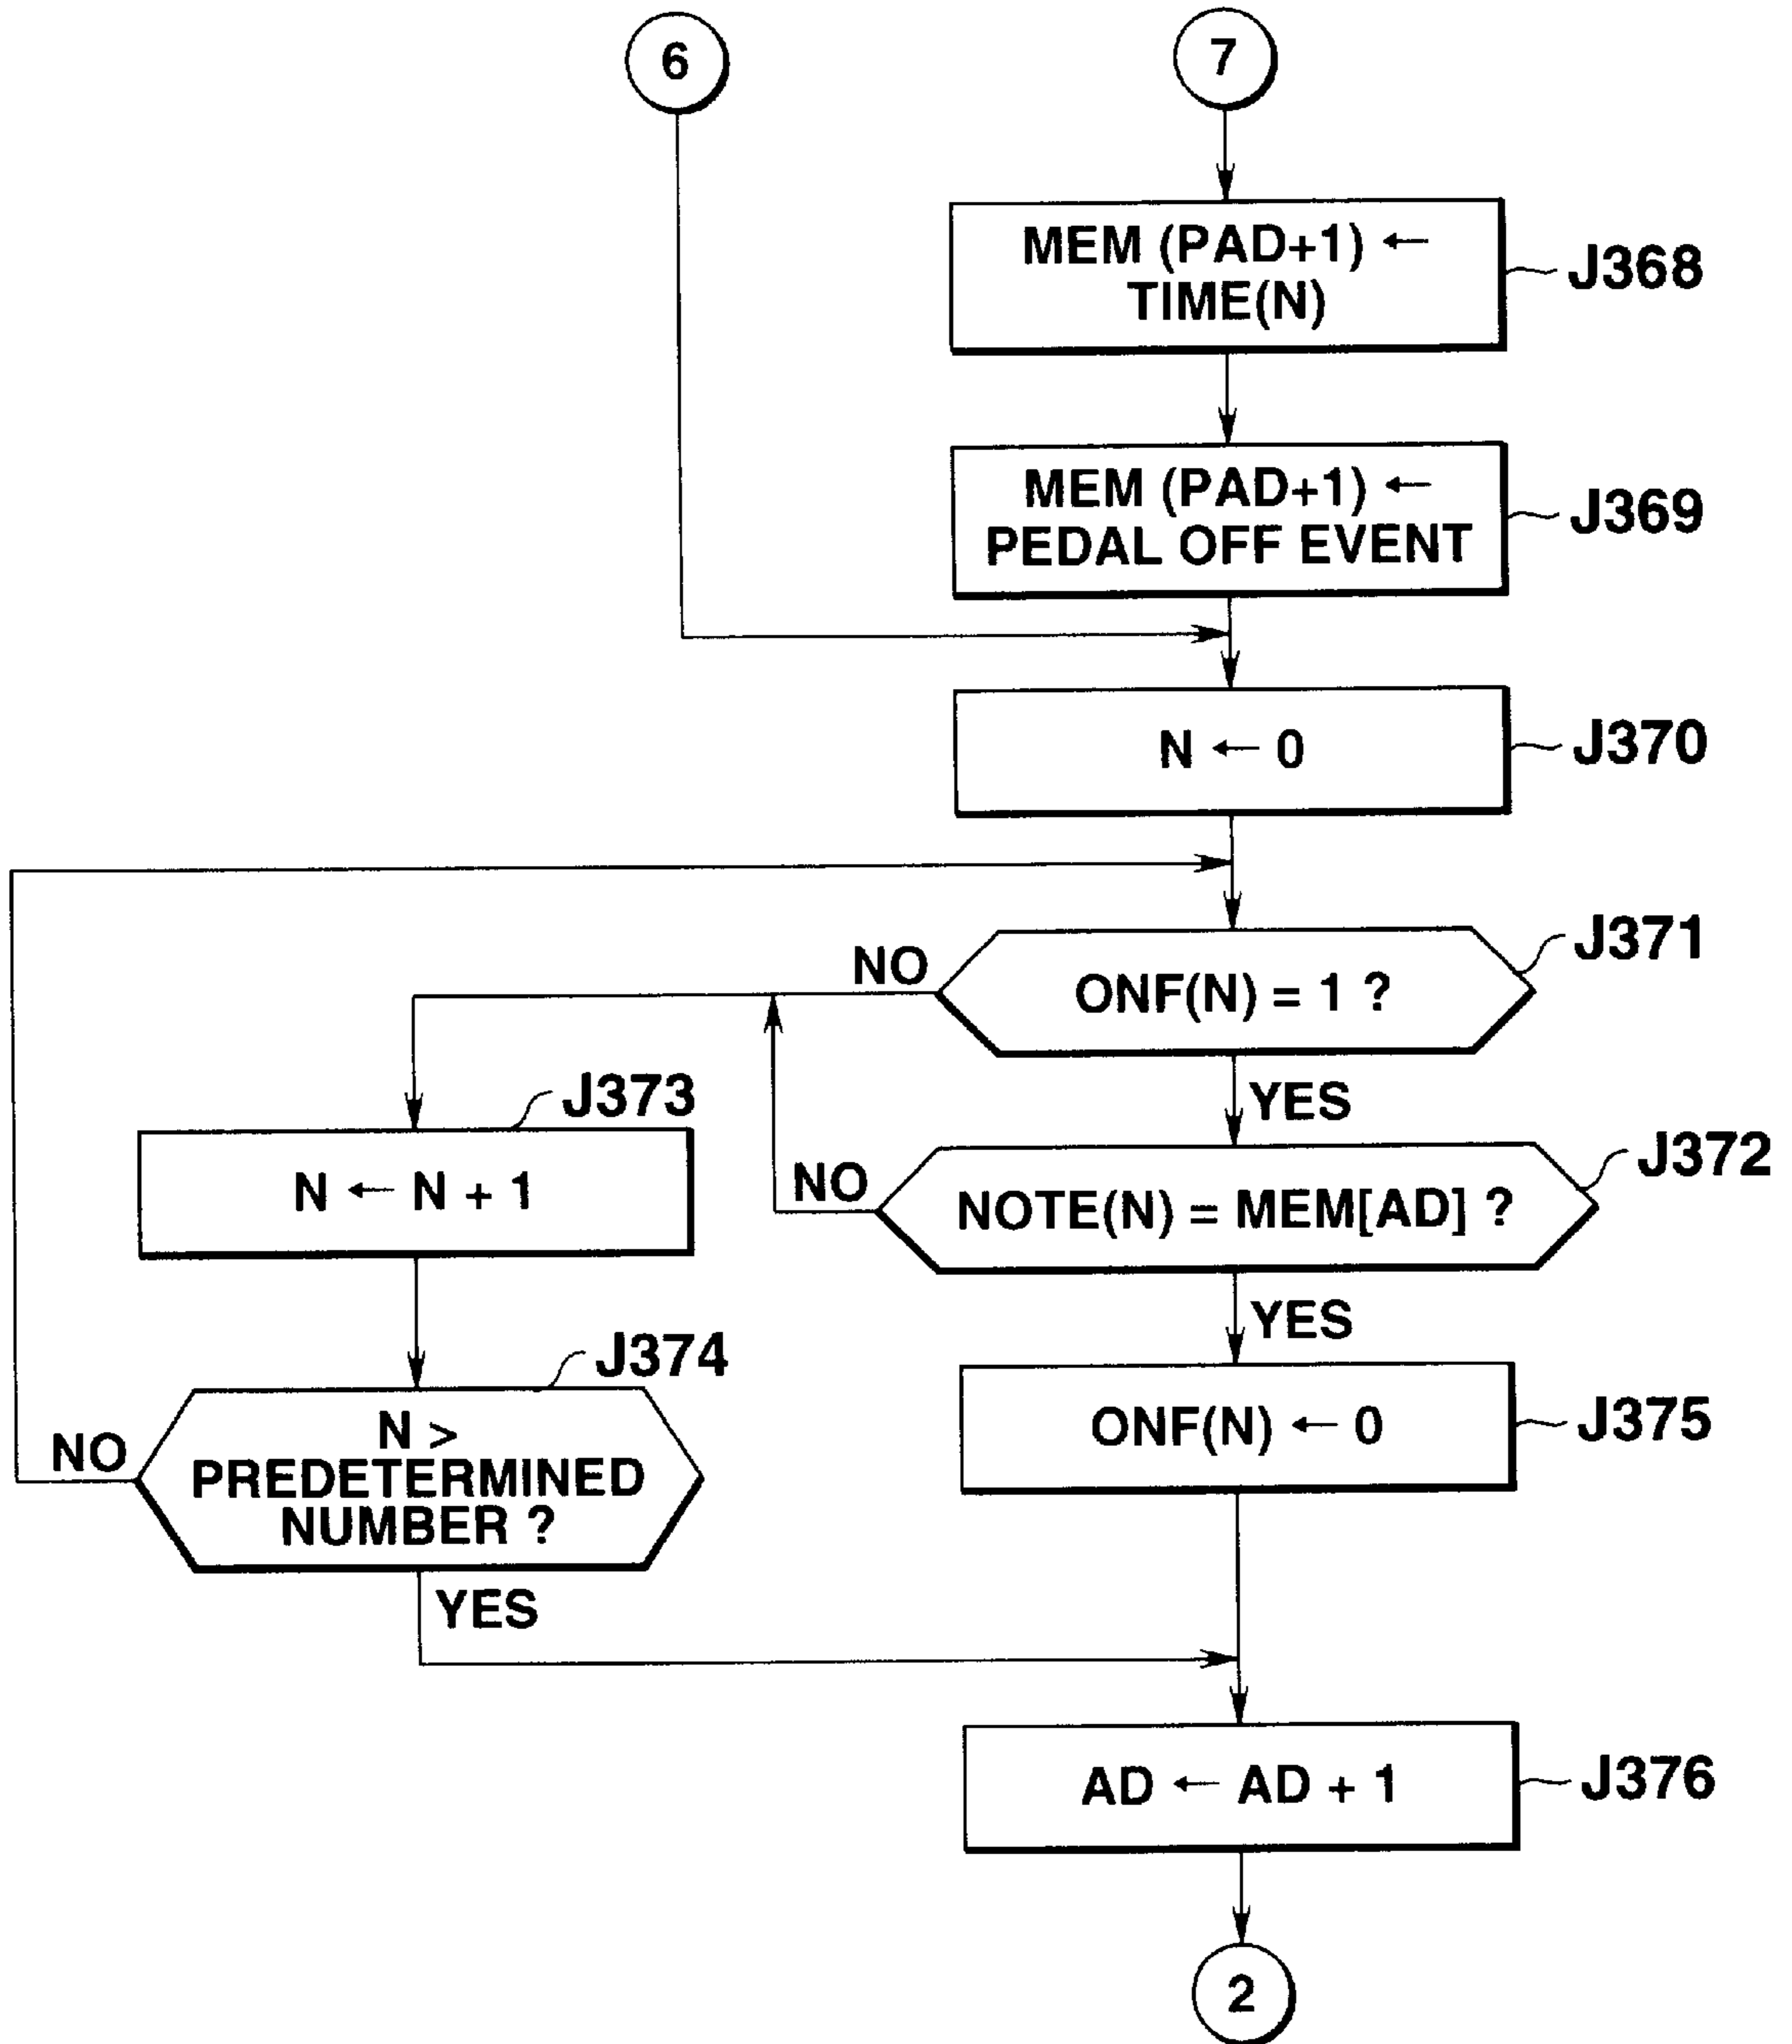 6
7
MEM (PAD+1) ←
TIME(N)
J368
MEM (PAD+1) ←
PEDAL OFF EVENT
J369
N ← 0
J370
ONF(N) = 1 ?
J371
NO
YES
NOTE(N) = MEM[AD] ?
J372
NO
YES
J373
N ← N + 1
J374
N >
PREDETERMINED
NUMBER ?
NO
YES
ONF(N) ← 0
J375
AD ← AD + 1
J376
2